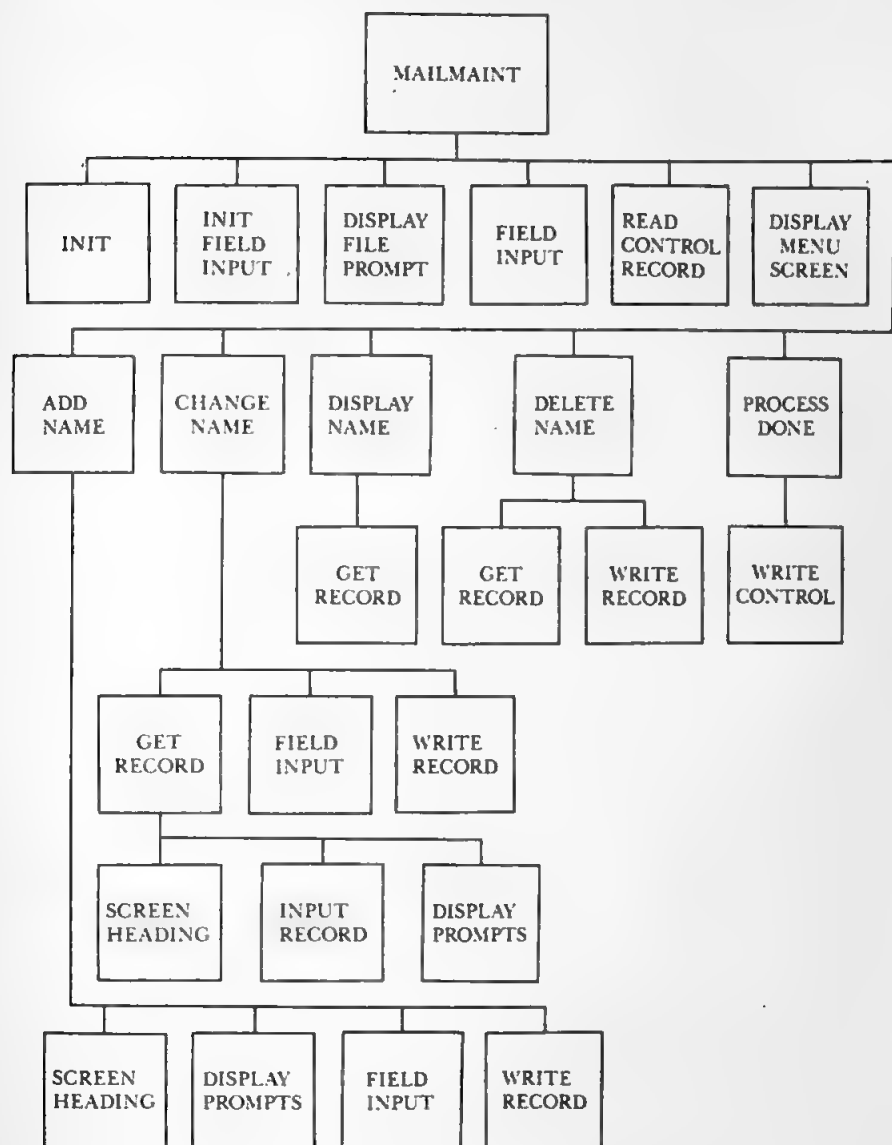 MAILMAINT
INIT
INIT
FIELD
INPUT
DISPLAY
FILE
PROMPT
FIELD
INPUT
READ
CONTROL
RECORD
DISPLAY
MENU
SCREEN
ADD
NAME
CHANGE
NAME
DISPLAY
NAME
DELETE
NAME
PROCESS
DONE
GET
RECORD
GET
RECORD
WRITE
RECORD
WRITE
CONTROL
GET
RECORD
FIELD
INPUT
WRITE
RECORD
SCREEN
HEADING
INPUT
RECORD
DISPLAY
PROMPTS
SCREEN
HEADING
DISPLAY
PROMPTS
FIELD
INPUT
WRITE
RECORD